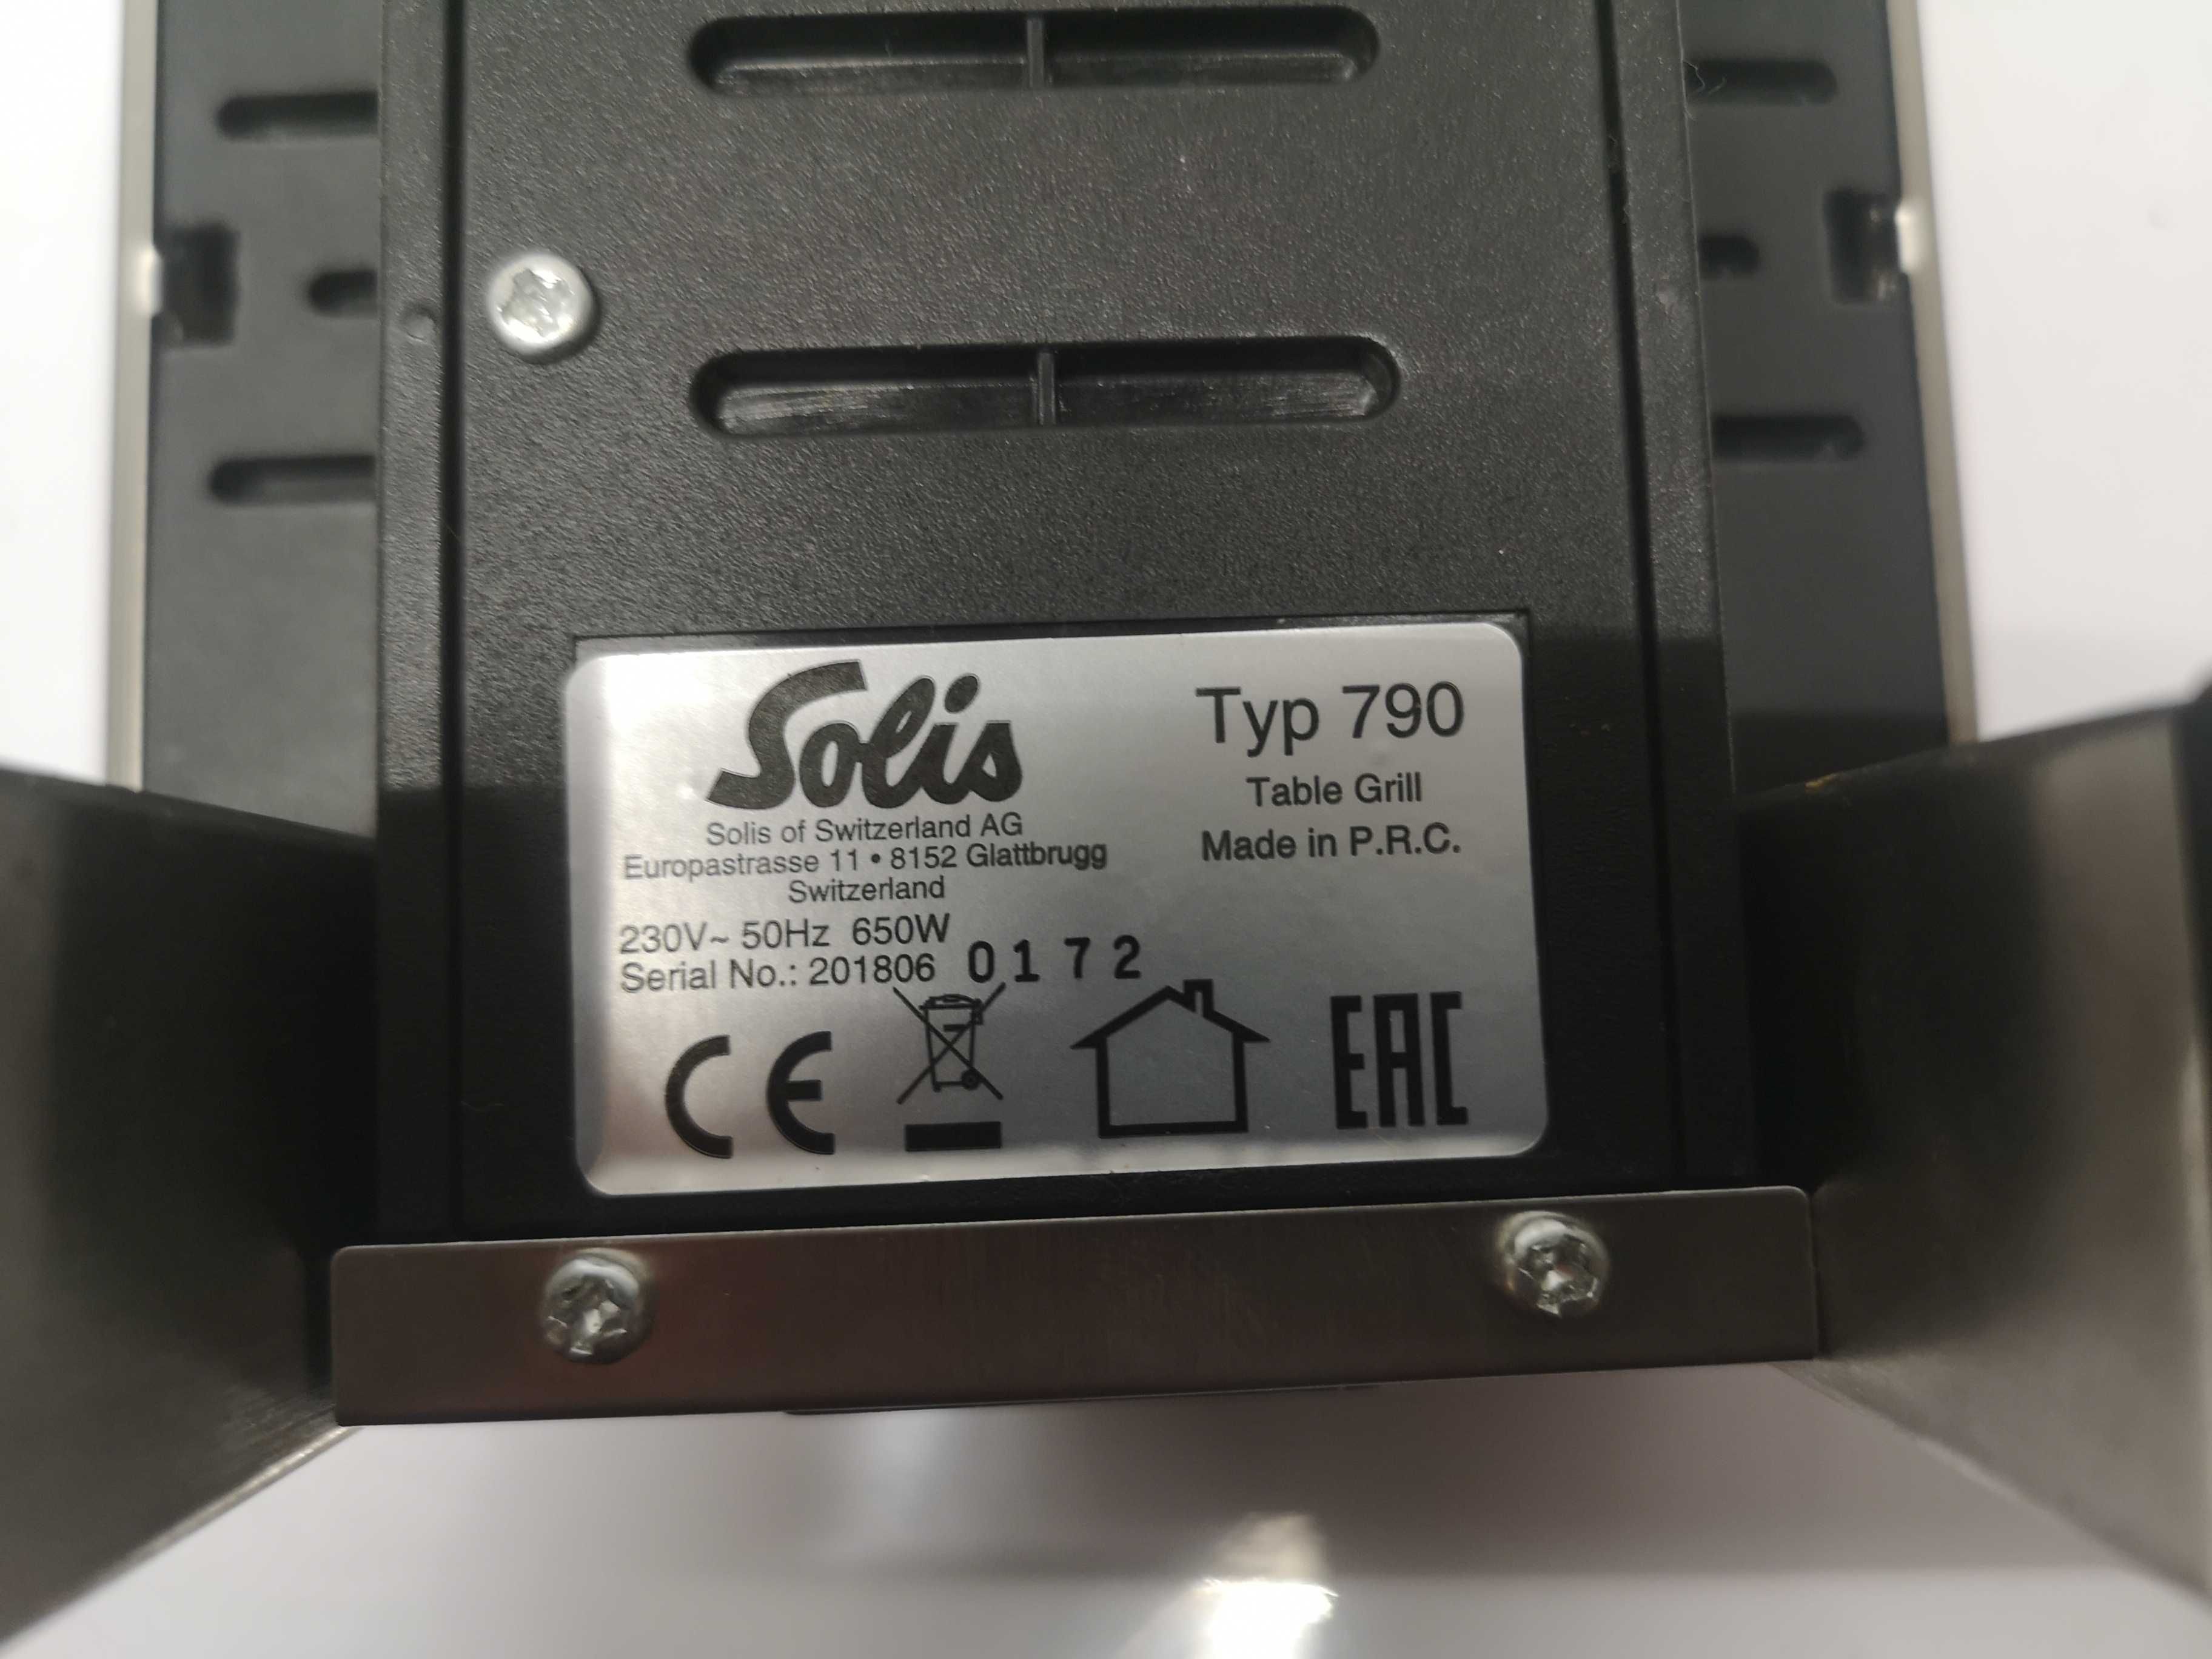 Solis
Solis of Switzerland AG
Europastrasse 11 • 8152 Glattbrugg
Switzerland
230V~ 50Hz 650W
Serial No.: 201806 0172
Typ 790
Table Grill
Made in P.R.C.
CE
EAC